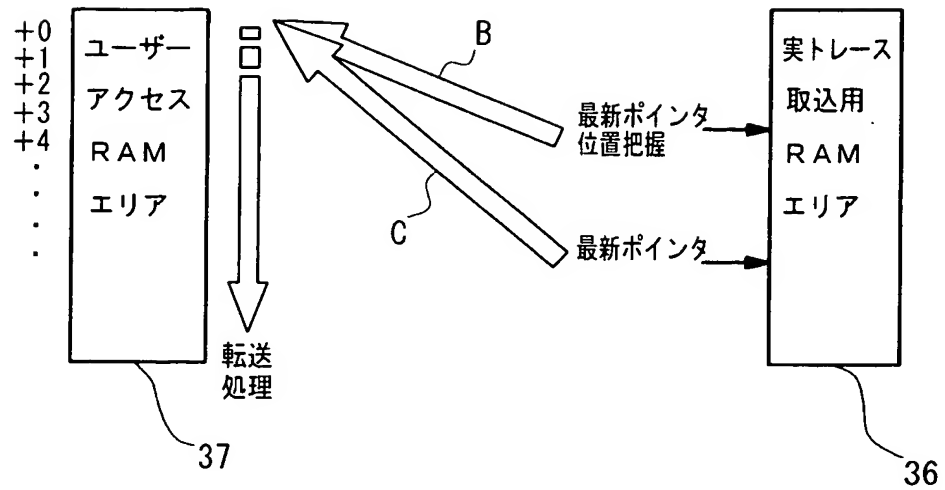 +0
+1
+2
+3
+4
ユーザー
アクセス
RAM
エリア
37
転送
処理
B
C
最新ポインタ
位置把握
最新ポインタ
実トレース
取込用
RAM
エリア
36